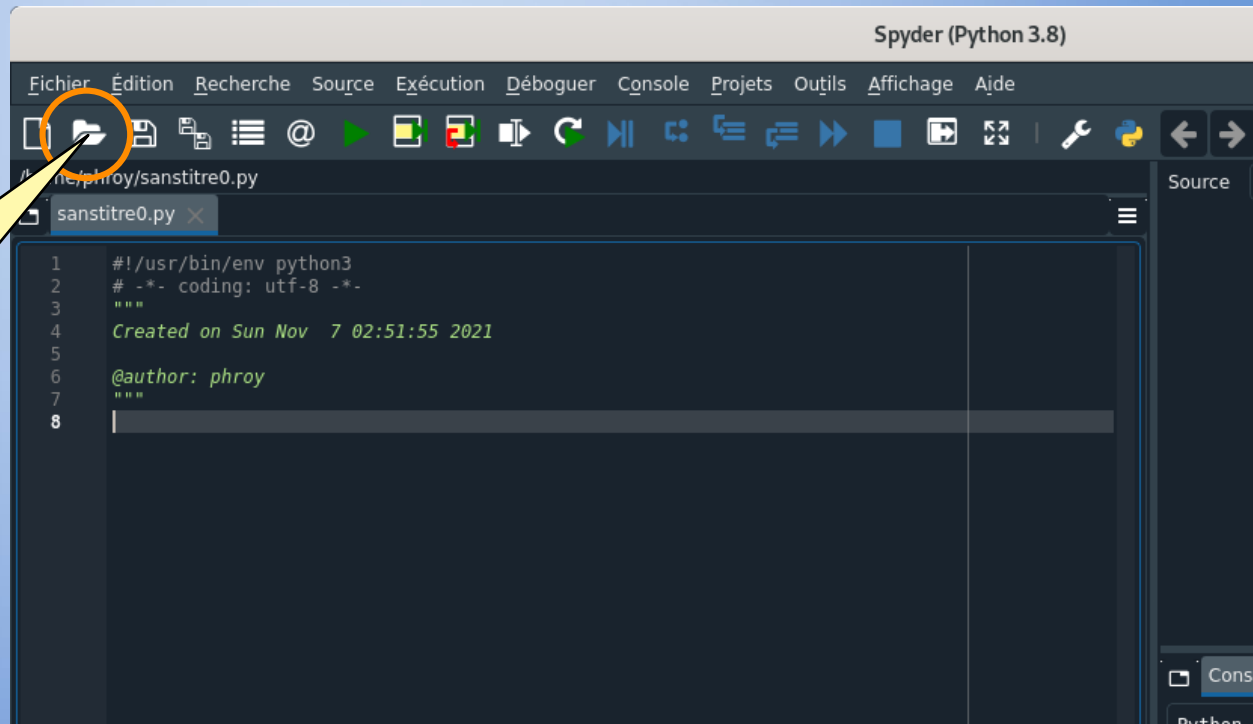 Spyder (Python 3.8)
Fichier Édition Recherche Source Exécution Déboguer Console Projets Outils Affichage Aide
/home/phroy/sanstitre0.py
Source
sanstitre0.py
1 #!/usr/bin/env python3
2 # -*- coding: utf-8 -*-
3 """
4 Created on Sun Nov  7 02:51:55 2021
5
6 @author: phroy
7 """
8
Cons
Python